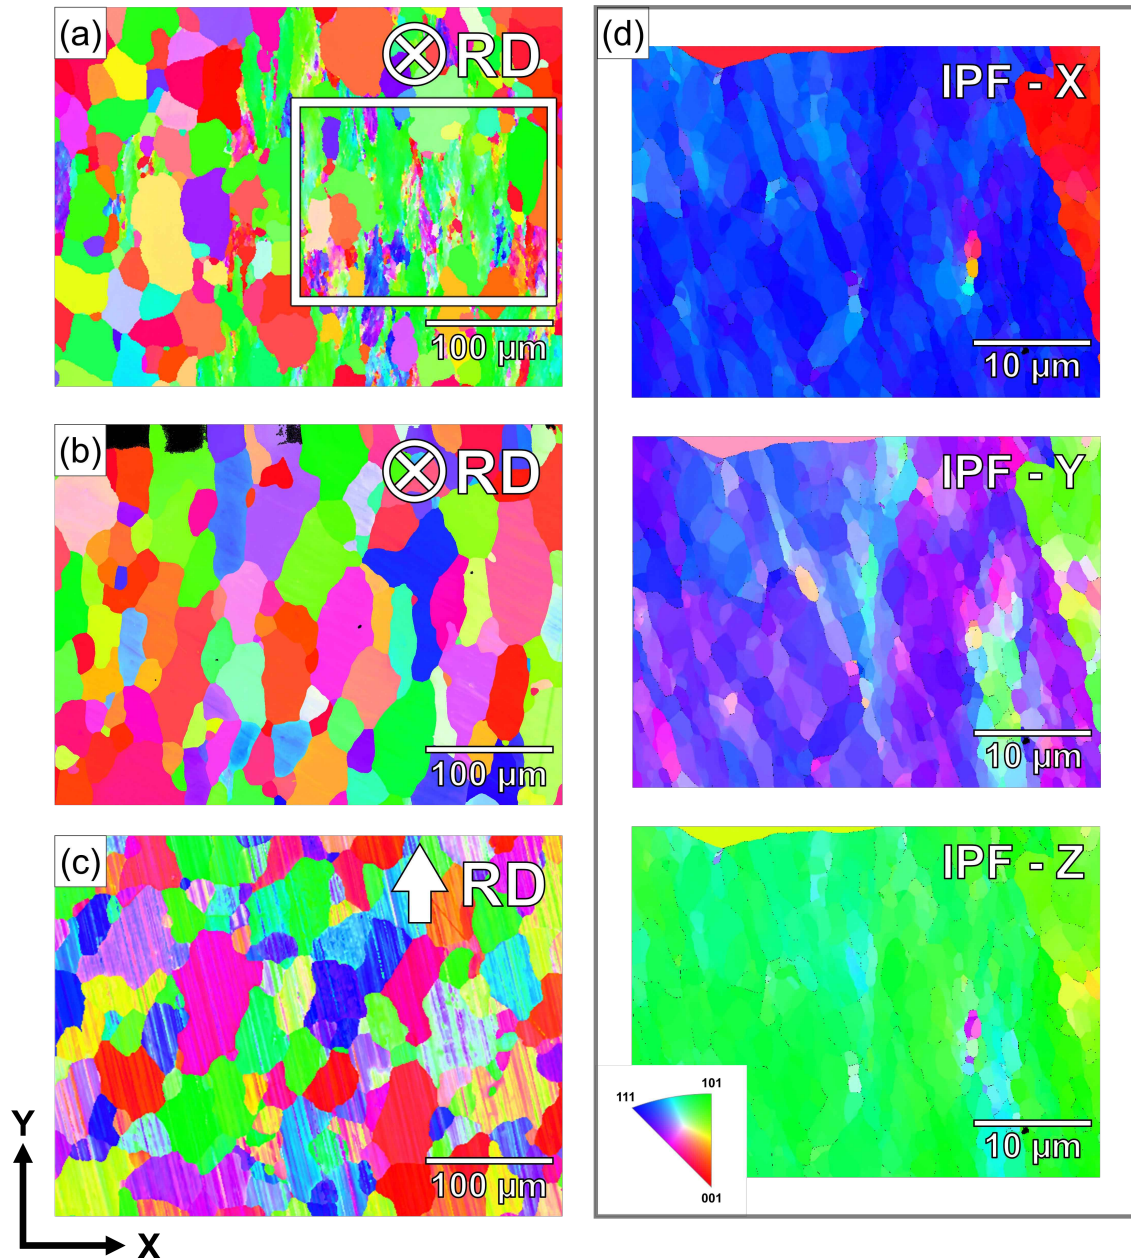 (a)
RD
100 µm
(b)
RD
100 µm
(c)
RD
100 µm
Y
X
(d)
IPF - X
10 µm
IPF - Y
10 µm
IPF - Z
10 µm
111
101
001